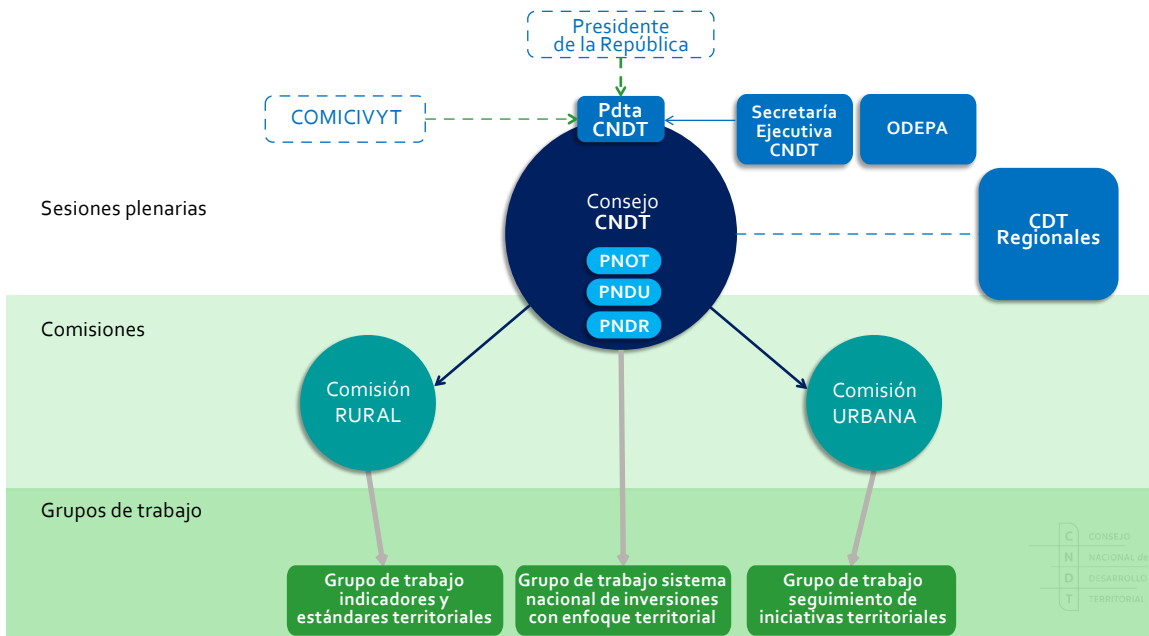 Presidente
de la República
COMICIVYT
Pdta
CNDT
Secretaría
Ejecutiva
CNDT
ODEPA
Sesiones plenarias
Consejo
CNDT
CDT
Regionales
PNOT
PNDU
PNDR
Comisiones
Comisión
RURAL
Comisión
URBANA
Grupos de trabajo
Grupo de trabajo
indicadores y
estándares territoriales
Grupo de trabajo sistema
nacional de inversiones
con enfoque territorial
Grupo de trabajo
seguimiento de
iniciativas territoriales
C CONSEJO
N NACIONAL de
D DESARROLLO
T TERRITORIAL